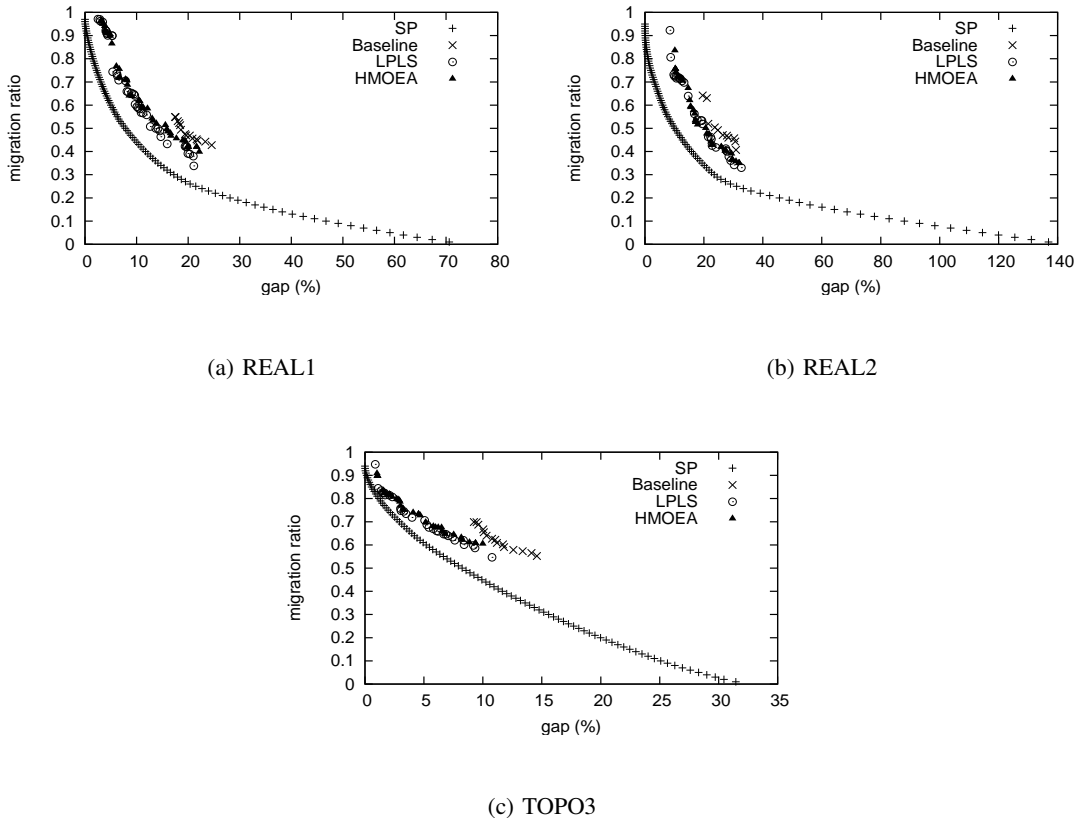 1
0.9
0.8
0.7
0.6
0.5
0.4
0.3
0.2
0.1
0
migration ratio
SP
Baseline
LPLS
HMOEA
0 10 20 30 40 50 60 70 80
gap (%)
(a) REAL1
1
0.9
0.8
0.7
0.6
0.5
0.4
0.3
0.2
0.1
0
migration ratio
SP
Baseline
LPLS
HMOEA
0 20 40 60 80 100 120 140
gap (%)
(b) REAL2
1
0.9
0.8
0.7
0.6
0.5
0.4
0.3
0.2
0.1
0
migration ratio
SP
Baseline
LPLS
HMOEA
0 5 10 15 20 25 30 35
gap (%)
(c) TOPO3